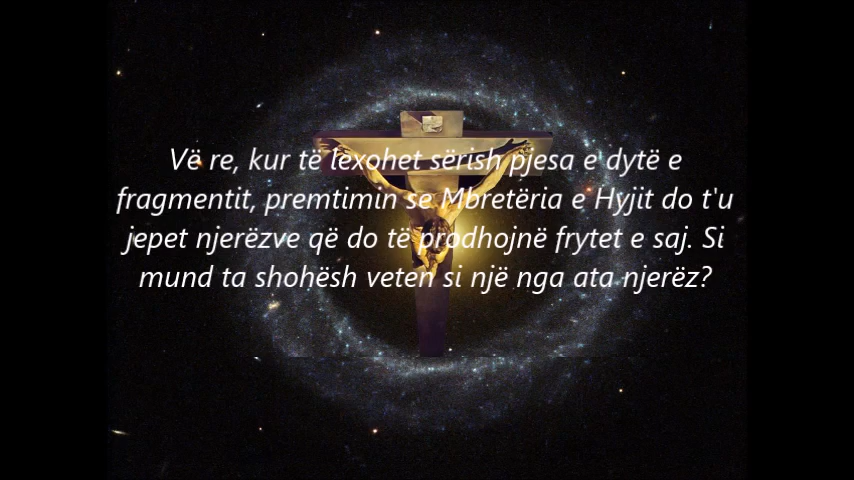 Vë re, kur të lexohet sërish pjesa e dytë e
fragmentit, premtimin se Mbretëria e Hyjit do t'u
jepet njerëzve që do të prodhojnë frytet e saj. Si
mund ta shohësh veten si një nga ata njerëz?